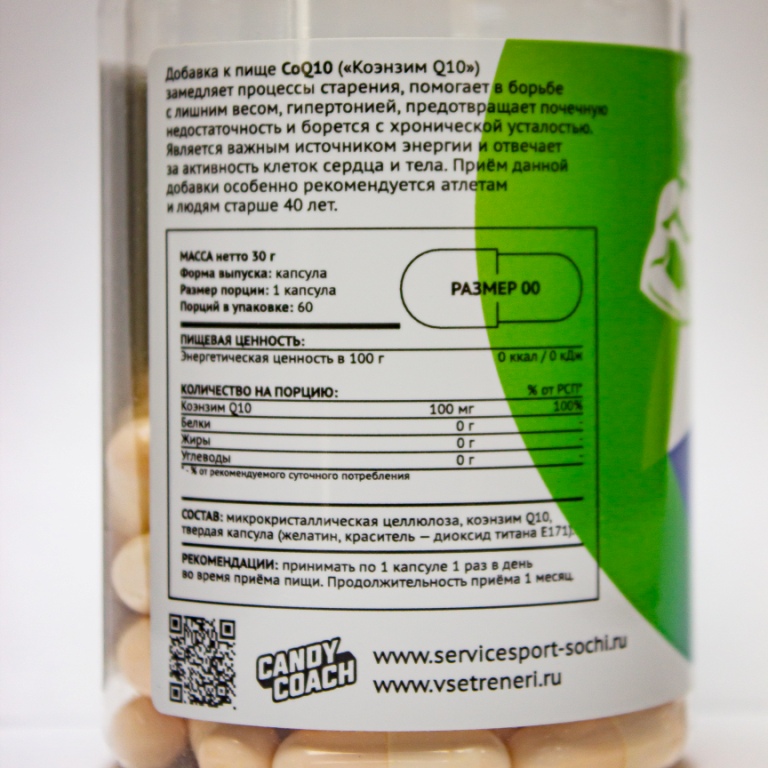 Добавка к пище CoQ10 («Коэнзим Q10»)
замедляет процессы старения, помогает в борьбе
с лишним весом, гипертонией, предотвращает почечную
недостаточность и борется с хронической усталостью.
Является важным источником энергии и отвечает
за активность клеток сердца и тела. Приём данной
добавки особенно рекомендуется атлетам
и людям старше 40 лет.
МАССА нетто 30 г
Форма выпуска: капсула
Размер порции: 1 капсула
Порций в упаковке: 60
РАЗМЕР 00
ПИЩЕВАЯ ЦЕННОСТЬ:
Энергетическая ценность в 100 г 0 ккал / 0 кДж
КОЛИЧЕСТВО НА ПОРЦИЮ: % от РСП*
Коэнзим Q10 100 мг 100%
Белки 0 г -
Жиры 0 г -
Углеводы 0 г -
* - % от рекомендуемого суточного потребления
СОСТАВ: микрокристаллическая целлюлоза, коэнзим Q10,
твердая капсула (желатин, краситель — диоксид титана E171).
РЕКОМЕНДАЦИИ: принимать по 1 капсуле 1 раз в день
во время приёма пищи. Продолжительность приёма 1 месяц.
CANDY
COACH
www.servicesport-sochi.ru
www.vsetreneri.ru